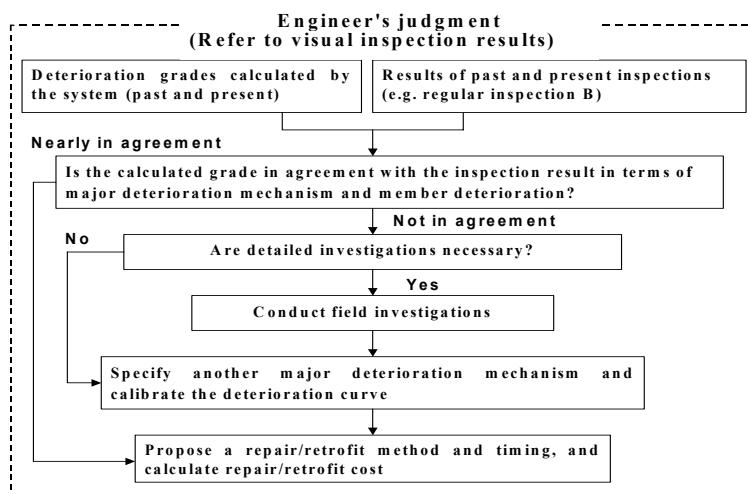 Engineer's judgment
(Refer to visual inspection results)
Deterioration grades calculated by
the system (past and present)
Results of past and present inspections
(e.g. regular inspection B)
Nearly in agreement
Is the calculated grade in agreement with the inspection result in terms of
major deterioration mechanism and member deterioration?
Not in agreement
No
Are detailed investigations necessary?
Yes
Conduct field investigations
Specify another major deterioration mechanism and
calibrate the deterioration curve
Propose a repair/retrofit method and timing, and
calculate repair/retrofit cost